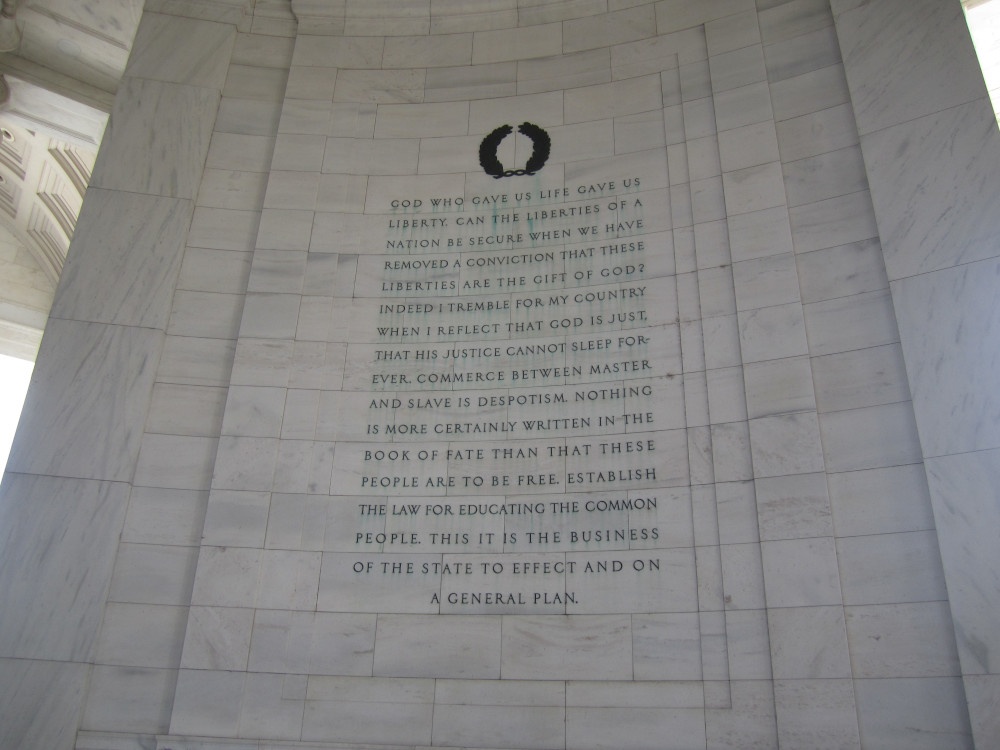 GOD WHO GAVE US LIFE GAVE US
LIBERTY. CAN THE LIBERTIES OF A
NATION BE SECURE WHEN WE HAVE
REMOVED A CONVICTION THAT THESE
LIBERTIES ARE THE GIFT OF GOD?
INDEED I TREMBLE FOR MY COUNTRY
WHEN I REFLECT THAT GOD IS JUST,
THAT HIS JUSTICE CANNOT SLEEP FOR-
EVER. COMMERCE BETWEEN MASTER
AND SLAVE IS DESPOTISM. NOTHING
IS MORE CERTAINLY WRITTEN IN THE
BOOK OF FATE THAN THAT THESE
PEOPLE ARE TO BE FREE. ESTABLISH
THE LAW FOR EDUCATING THE COMMON
PEOPLE. THIS IT IS THE BUSINESS
OF THE STATE TO EFFECT AND ON
A GENERAL PLAN.